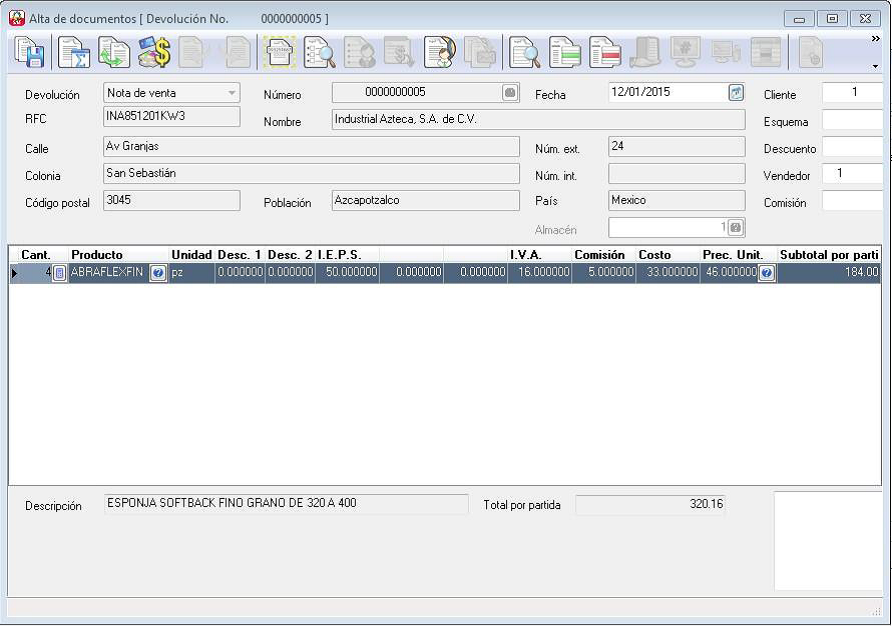 Alta de documentos [ Devolución No. 0000000005 ]
Devolución Nota de venta Número 0000000005 Fecha 12/01/2015 Cliente 1
RFC INA851201KW3 Nombre Industrial Azteca, S.A. de C.V. Esquema
Calle Av Granjas Núm. ext. 24 Descuento
Colonia San Sebastián Núm. int. Vendedor 1
Código postal 3045 Población Azcapotzalco País Mexico Comisión
Almacén 1
Cant. Producto Unidad Desc. 1 Desc. 2 I.E.P.S. I.V.A. Comisión Costo Prec. Unit. Subtotal por parti
4 ABRAFLEXFIN pz 0.000000 0.000000 50.000000 0.000000 0.000000 16.000000 5.000000 33.000000 46.000000 184.00
Descripción ESPONJA SOFTBACK FINO GRANO DE 320 A 400 Total por partida 320.16